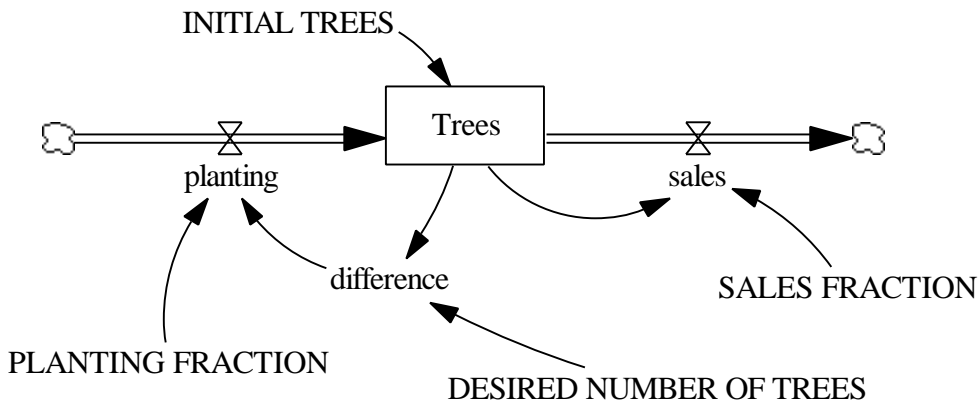 INITIAL TREES
Trees
planting
sales
difference
SALES FRACTION
PLANTING FRACTION
DESIRED NUMBER OF TREES